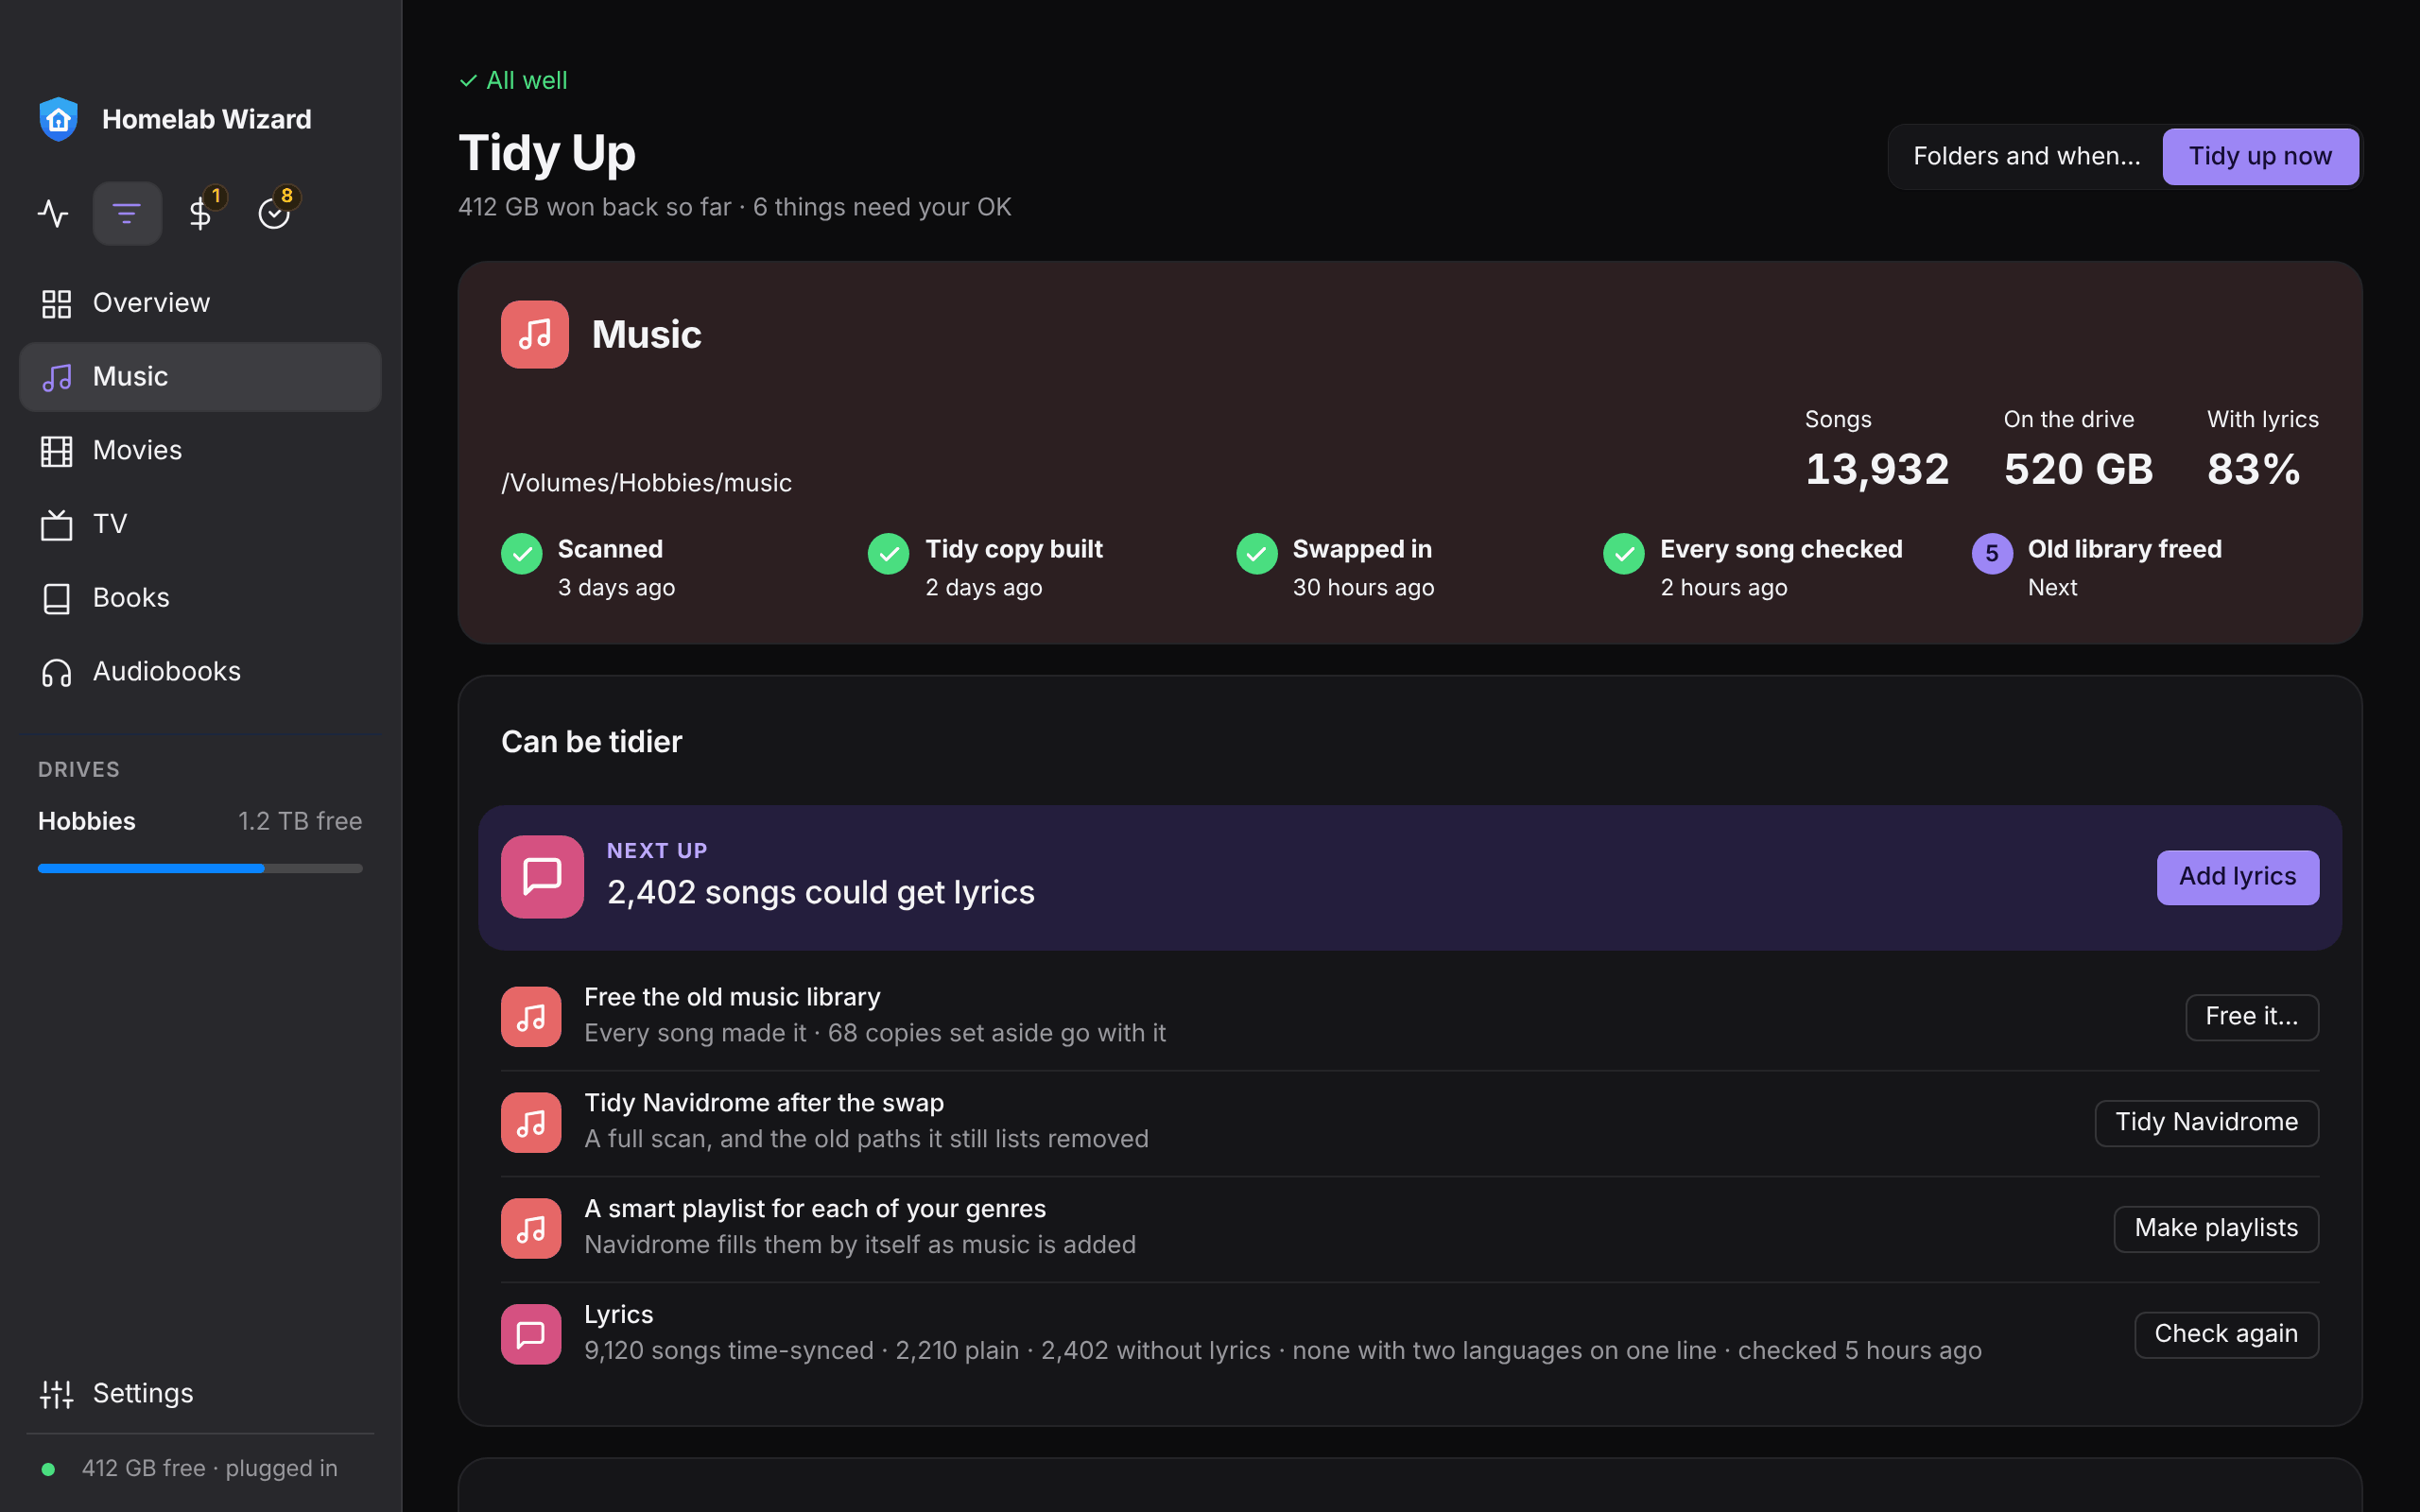 Homelab Wizard
1
8
Overview
Music
Movies
TV
Books
Audiobooks
DRIVES
Hobbies
1.2 TB free
Settings
412 GB free · plugged in
All well
Tidy Up
412 GB won back so far · 6 things need your OK
Folders and when...
Tidy up now
Music
/Volumes/Hobbies/music
Songs
13,932
On the drive
520 GB
With lyrics
83%
Scanned
3 days ago
Tidy copy built
2 days ago
Swapped in
30 hours ago
Every song checked
2 hours ago
5
Old library freed
Next
Can be tidier
NEXT UP
2,402 songs could get lyrics
Add lyrics
Free the old music library
Every song made it · 68 copies set aside go with it
Free it...
Tidy Navidrome after the swap
A full scan, and the old paths it still lists removed
Tidy Navidrome
A smart playlist for each of your genres
Navidrome fills them by itself as music is added
Make playlists
Lyrics
9,120 songs time-synced · 2,210 plain · 2,402 without lyrics · none with two languages on one line · checked 5 hours ago
Check again